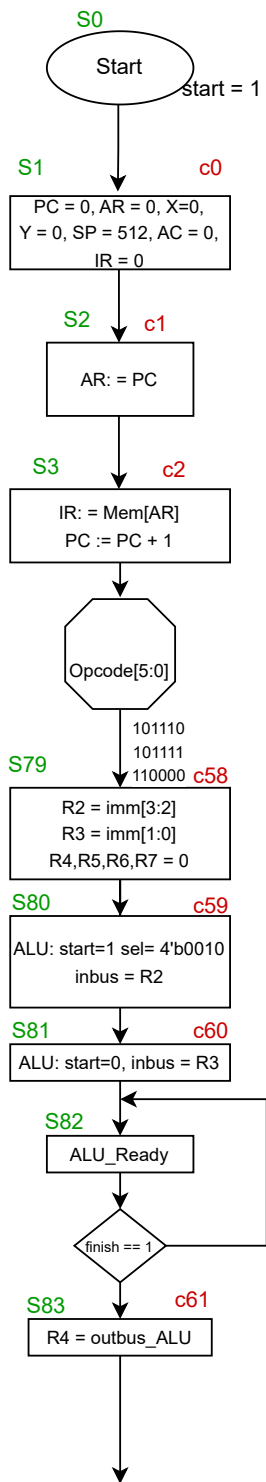 S0
Start
start = 1
S1
c0
PC = 0, AR = 0, X=0,
Y = 0, SP = 512, AC = 0,
IR = 0
S2
c1
AR: = PC
S3
c2
IR: = Mem[AR]
PC := PC + 1
Opcode[5:0]
101110
101111
110000
S79
c58
R2 = imm[3:2]
R3 = imm[1:0]
R4,R5,R6,R7 = 0
S80
c59
ALU: start=1 sel= 4'b0010
inbus = R2
S81
c60
ALU: start=0, inbus = R3
S82
ALU_Ready
finish == 1
S83
c61
R4 = outbus_ALU